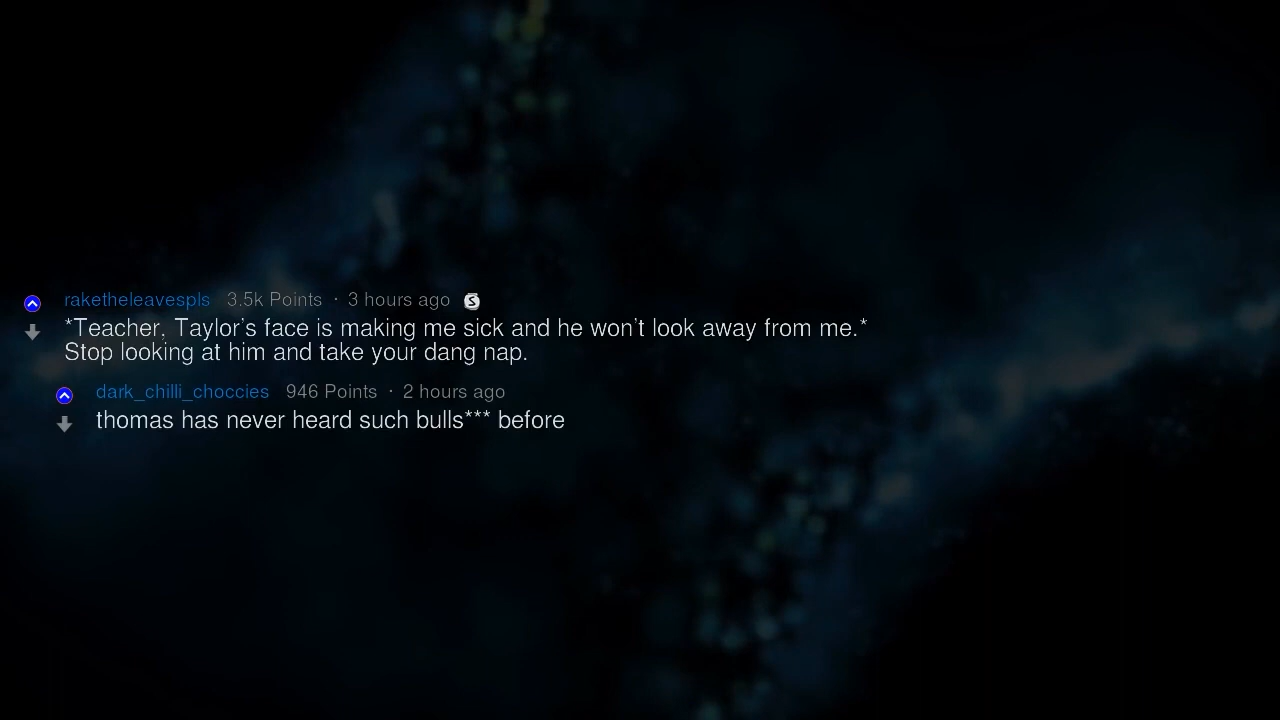 raketheleavespls 3.5k Points · 3 hours ago S
*Teacher, Taylor's face is making me sick and he won't look away from me.*
Stop looking at him and take your dang nap.
dark_chilli_choccies 946 Points · 2 hours ago
thomas has never heard such bulls*** before